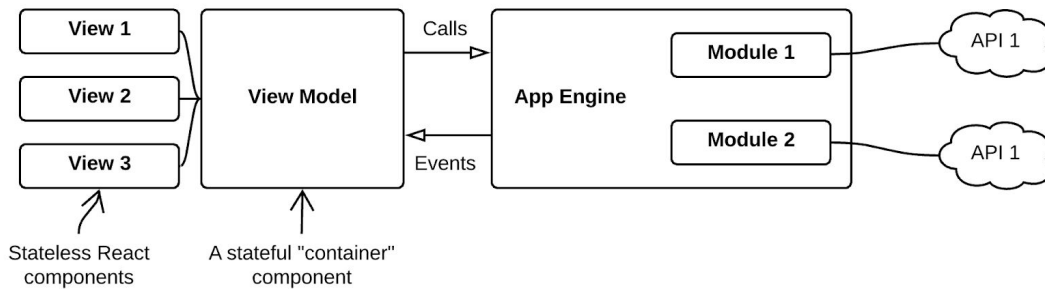 View 1
View 2
View 3
View Model
Calls
Events
App Engine
Module 1
Module 2
API 1
API 1
Stateless React
components
A stateful "container"
component